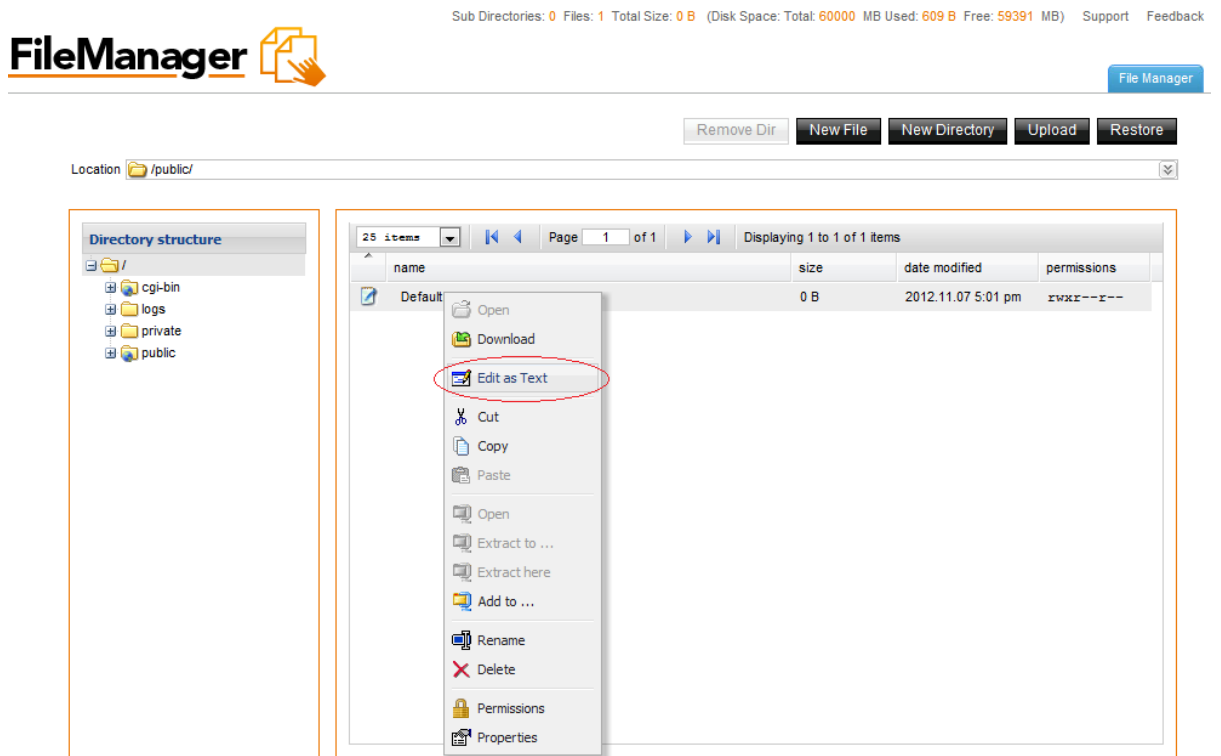 Sub Directories: 0 Files: 1 Total Size: 0 B (Disk Space: Total: 60000 MB Used: 609 B Free: 59391 MB) Support Feedback
FileManager
File Manager
Remove Dir New File New Directory Upload Restore
Location /public/
Directory structure
/
cgi-bin
logs
private
public
25 items Page 1 of 1 Displaying 1 to 1 of 1 items
name size date modified permissions
Default 0 B 2012.11.07 5:01 pm rwxr--r--
Open
Download
Edit as Text
Cut
Copy
Paste
Open
Extract to ...
Extract here
Add to ...
Rename
Delete
Permissions
Properties